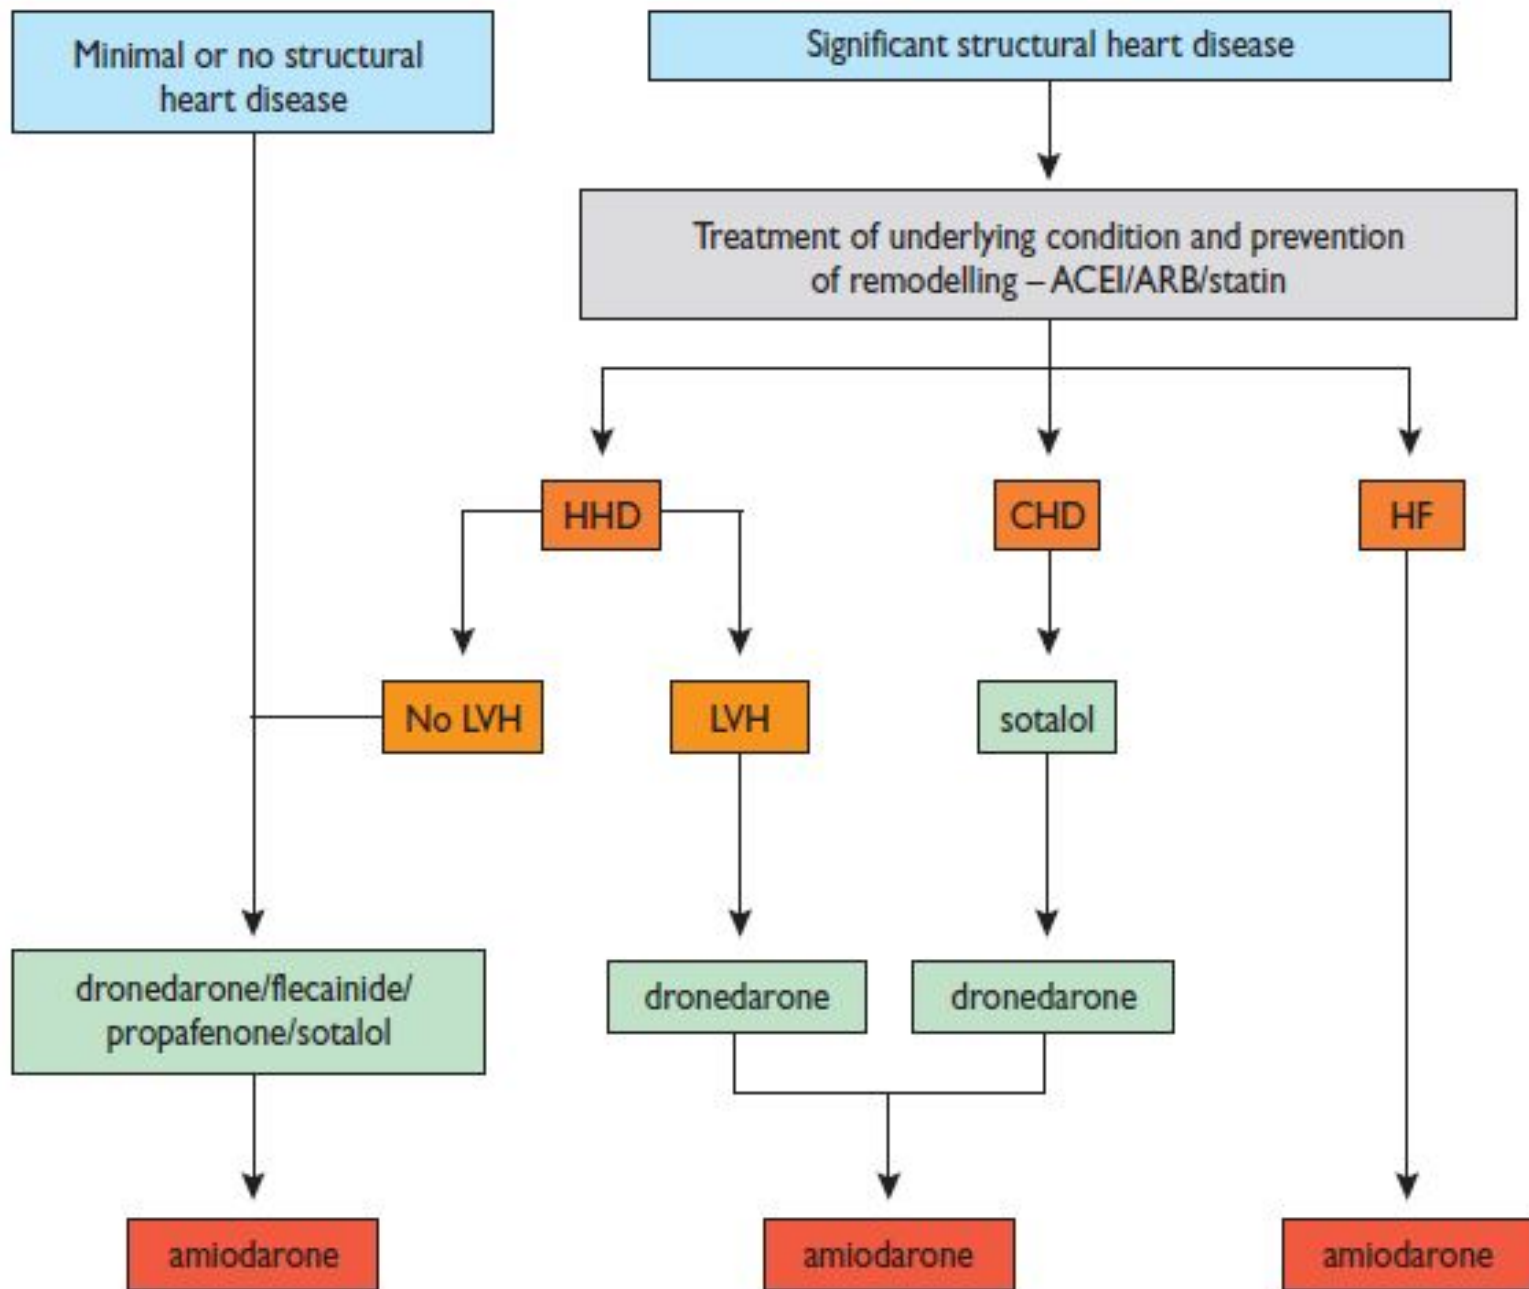 Minimal or no structural
heart disease
Significant structural heart disease
Treatment of underlying condition and prevention
of remodelling – ACEI/ARB/statin
HHD
CHD
HF
No LVH
LVH
sotalol
dronedarone/flecainide/
propafenone/sotalol
dronedarone
dronedarone
amiodarone
amiodarone
amiodarone